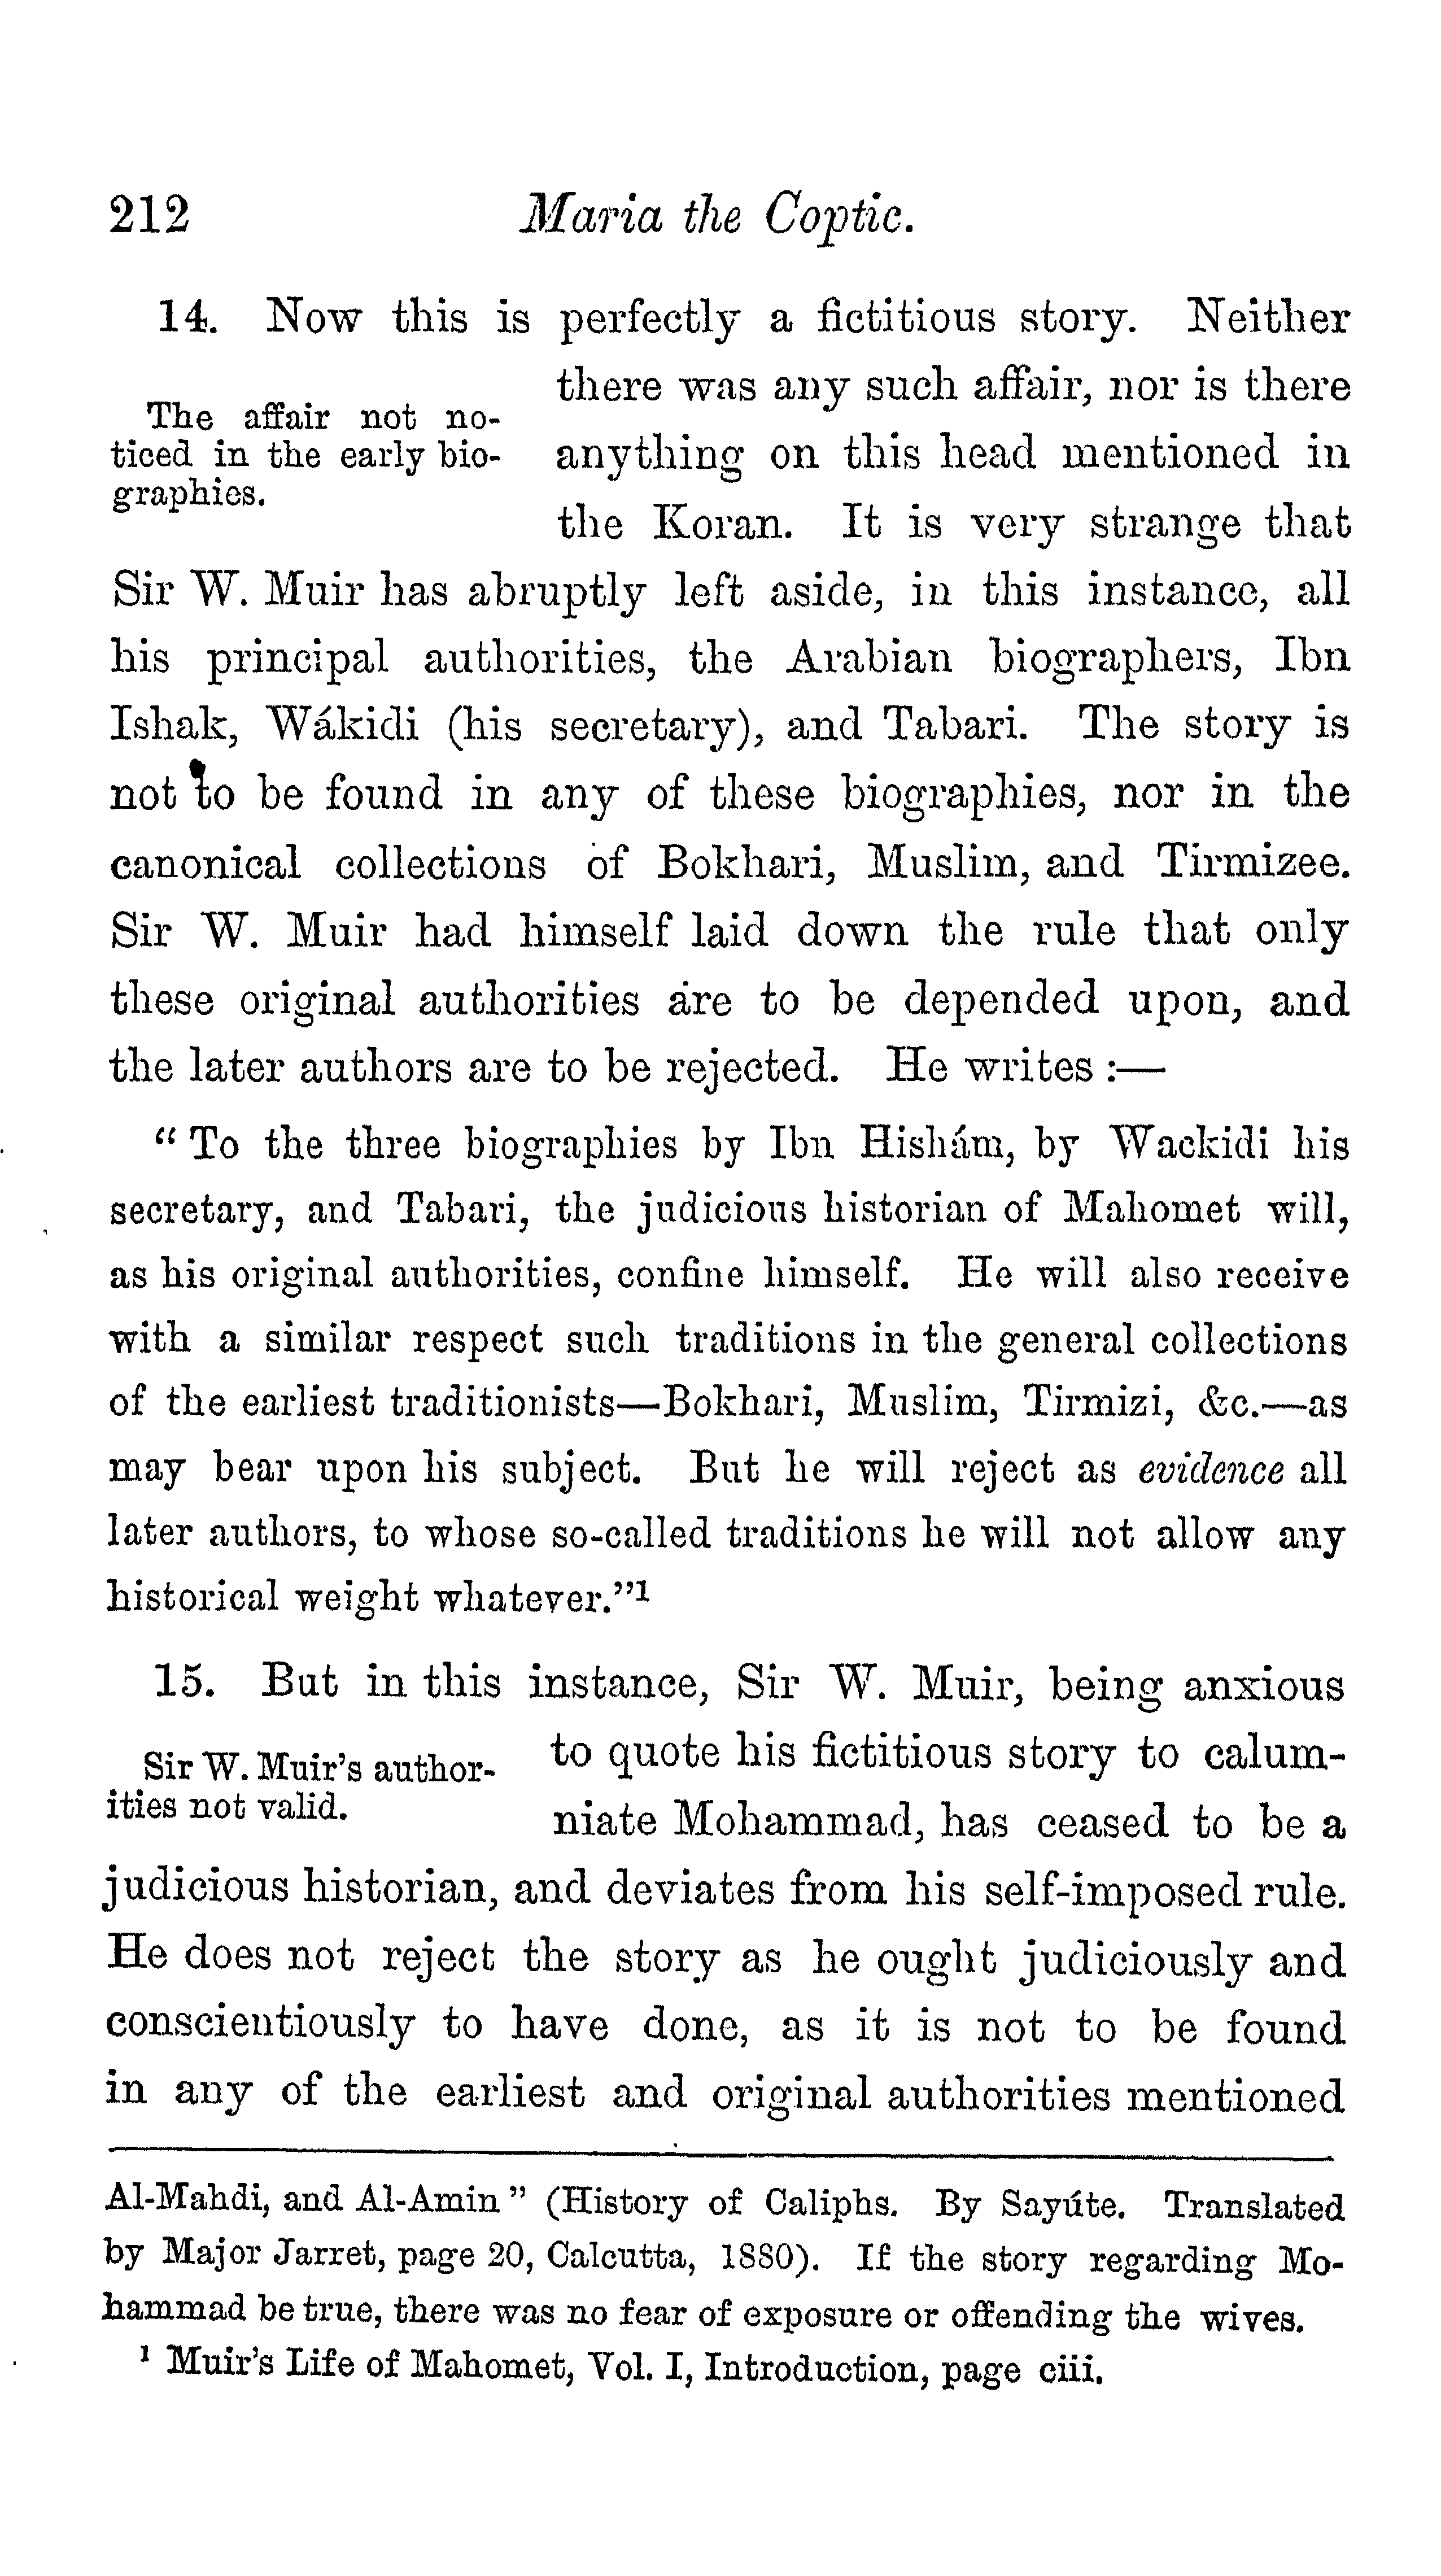 212 Maria the Coptic.
14. Now this is perfectly a fictitious story. Neither
The affair not no-
ticed in the early bio-
graphies.
there was any such affair, nor is there
anything on this head mentioned in
the Koran. It is very strange that
Sir W. Muir has abruptly left aside, in this instance, all
his principal authorities, the Arabian biographers, Ibn
Ishak, Wákidi (his secretary), and Tabari. The story is
not to be found in any of these biographies, nor in the
canonical collections of Bokhari, Muslim, and Tirmizee.
Sir W. Muir had himself laid down the rule that only
these original authorities are to be depended upon, and
the later authors are to be rejected. He writes :—
“ To the three biographies by Ibn Hishám, by Wackidi his
secretary, and Tabari, the judicious historian of Mahomet will,
as his original authorities, confine himself. He will also receive
with a similar respect such traditions in the general collections
of the earliest traditionists—Bokhari, Muslim, Tirmizi, &c.—as
may bear upon his subject. But he will reject as evidence all
later authors, to whose so-called traditions he will not allow any
historical weight whatever.”1
15. But in this instance, Sir W. Muir, being anxious
Sir W. Muir’s author-
ities not valid.
to quote his fictitious story to calum-
niate Mohammad, has ceased to be a
judicious historian, and deviates from his self-imposed rule.
He does not reject the story as he ought judiciously and
conscientiously to have done, as it is not to be found
in any of the earliest and original authorities mentioned
Al-Mahdi, and Al-Amin ” (History of Caliphs. By Sayúte. Translated
by Major Jarret, page 20, Calcutta, 1880). If the story regarding Mo-
hammad be true, there was no fear of exposure or offending the wives.
1 Muir’s Life of Mahomet, Vol. I, Introduction, page ciii.